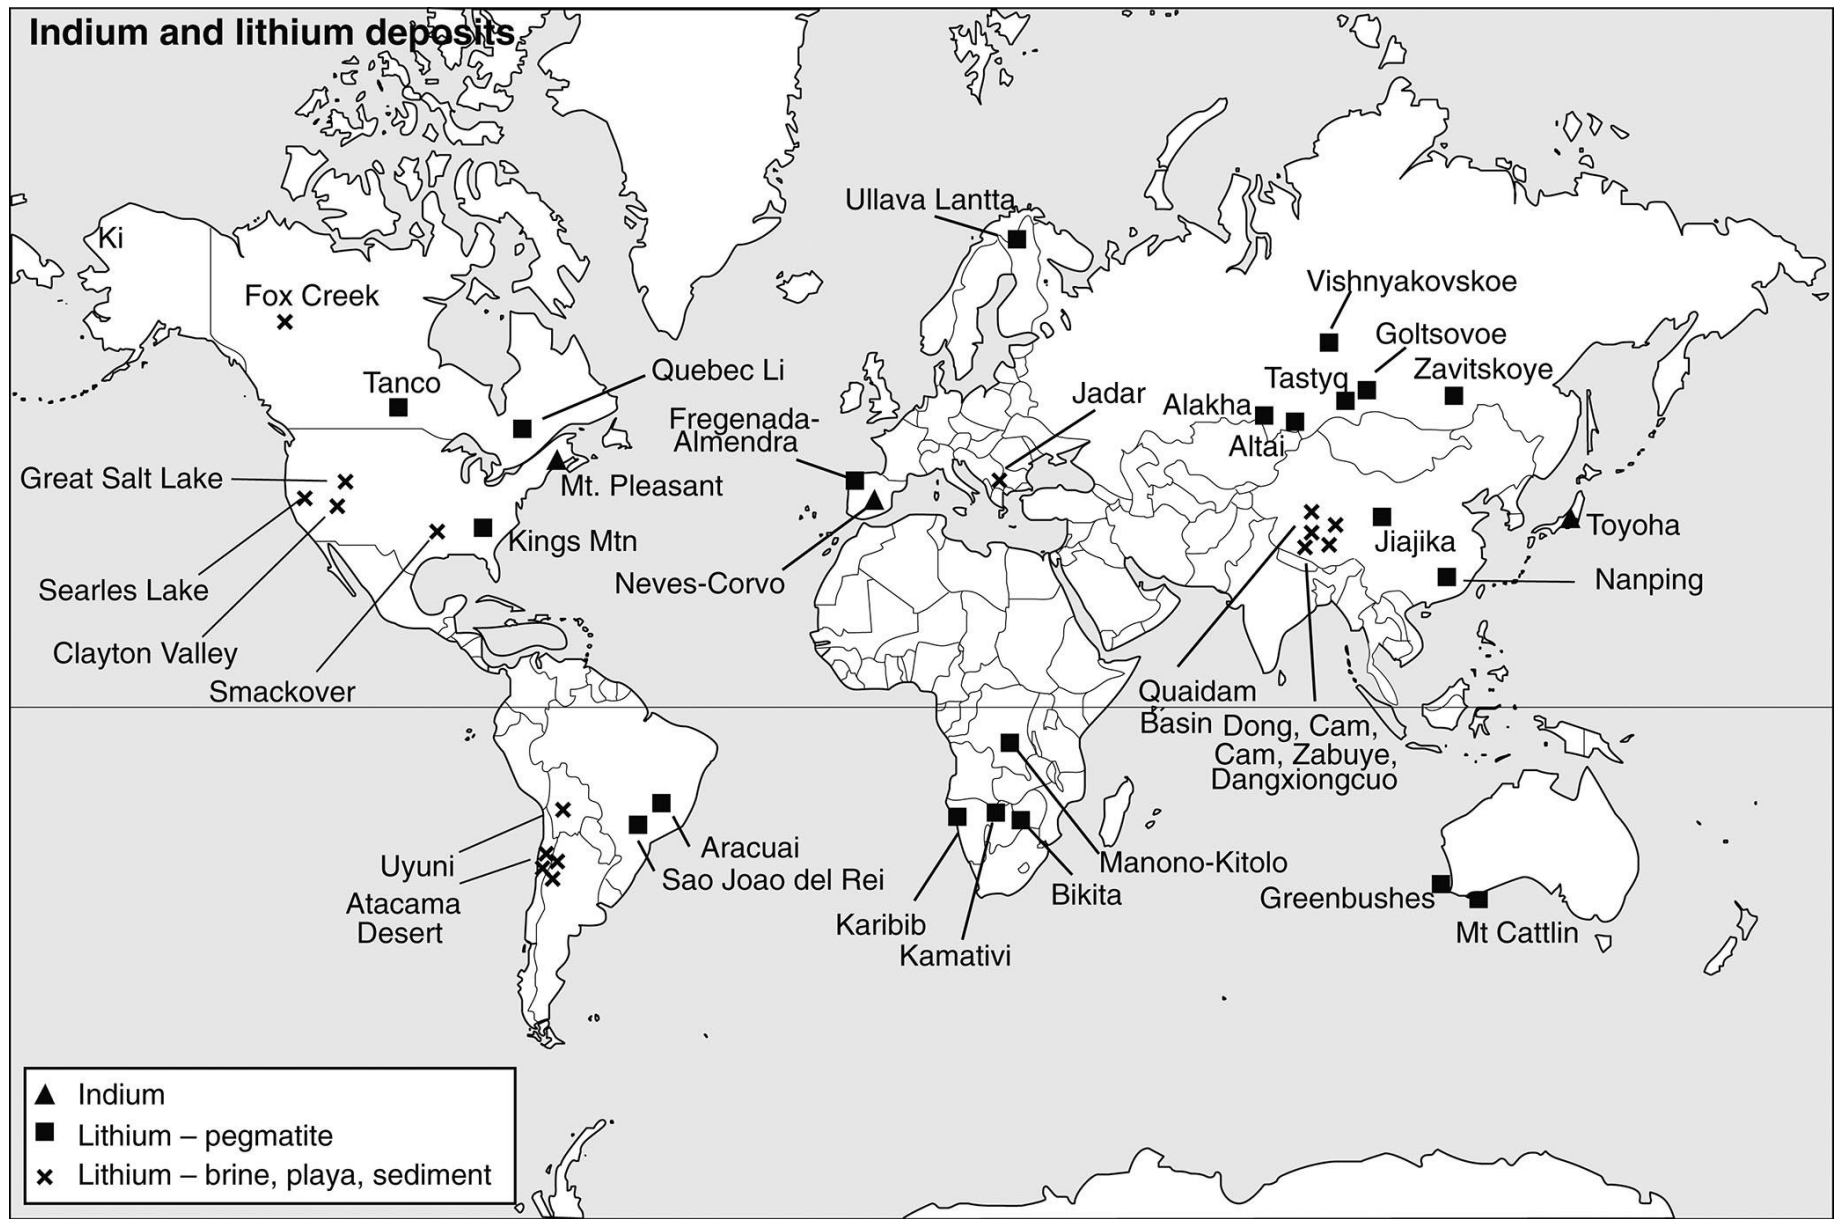 Indium and lithium deposits
Ki
Fox Creek
Tanco
Quebec Li
Great Salt Lake
Mt. Pleasant
Kings Mtn
Searles Lake
Clayton Valley
Smackover
Ullava Lantta
Fregenada-
Almendra
Jadar
Neves-Corvo
Vishnyakovskoe
Goltsovoe
Tastyq
Zavitskoye
Alakha
Altai
Toyoha
Jiajika
Nanping
Quaidam
Basin
Dong, Cam,
Cam, Zabuye,
Dangxiongcuo
Uyuni
Atacama
Desert
Aracuai
Sao Joao del Rei
Manono-Kitolo
Bikita
Karibib
Kamativi
Greenbushes
Mt Cattlin
Indium
Lithium – pegmatite
Lithium – brine, playa, sediment